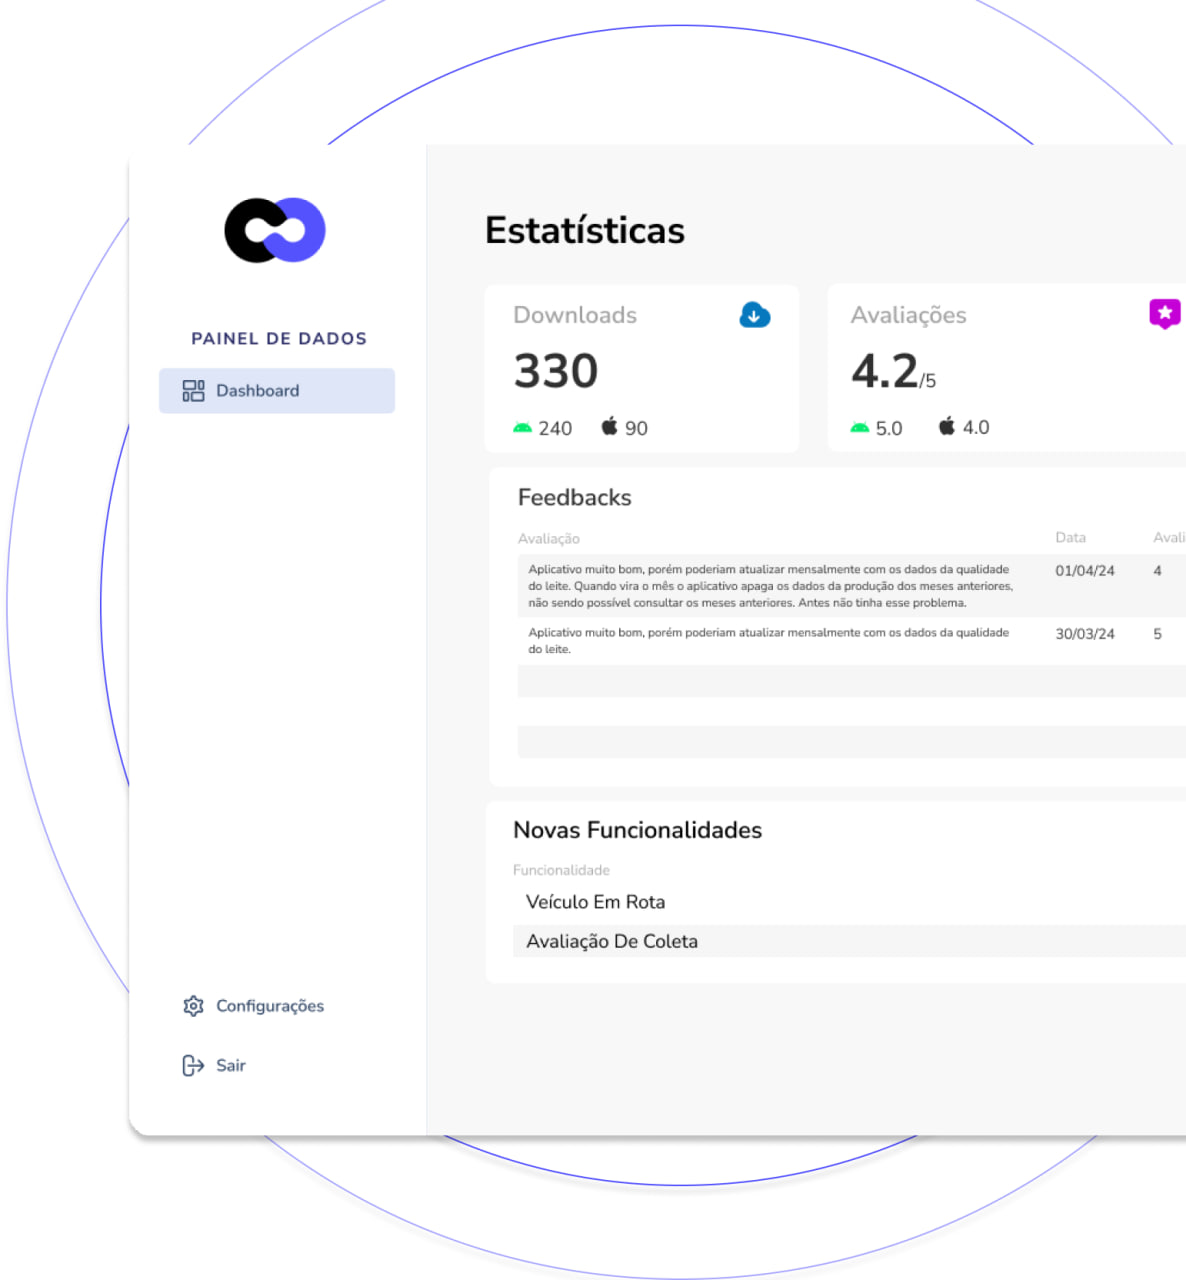 PAINEL DE DADOS
Dashboard
Configurações
Sair
Estatísticas
Downloads
330
240 90
Avaliações
4.2/5
5.0 4.0
Feedbacks
Avaliação Data Avali
Aplicativo muito bom, porém poderiam atualizar mensalmente com os dados da qualidade
do leite. Quando vira o mês o aplicativo apaga os dados da produção dos meses anteriores,
não sendo possível consultar os meses anteriores. Antes não tinha esse problema.
01/04/24 4
Aplicativo muito bom, porém poderiam atualizar mensalmente com os dados da qualidade
do leite.
30/03/24 5
Novas Funcionalidades
Funcionalidade
Veículo Em Rota
Avaliação De Coleta